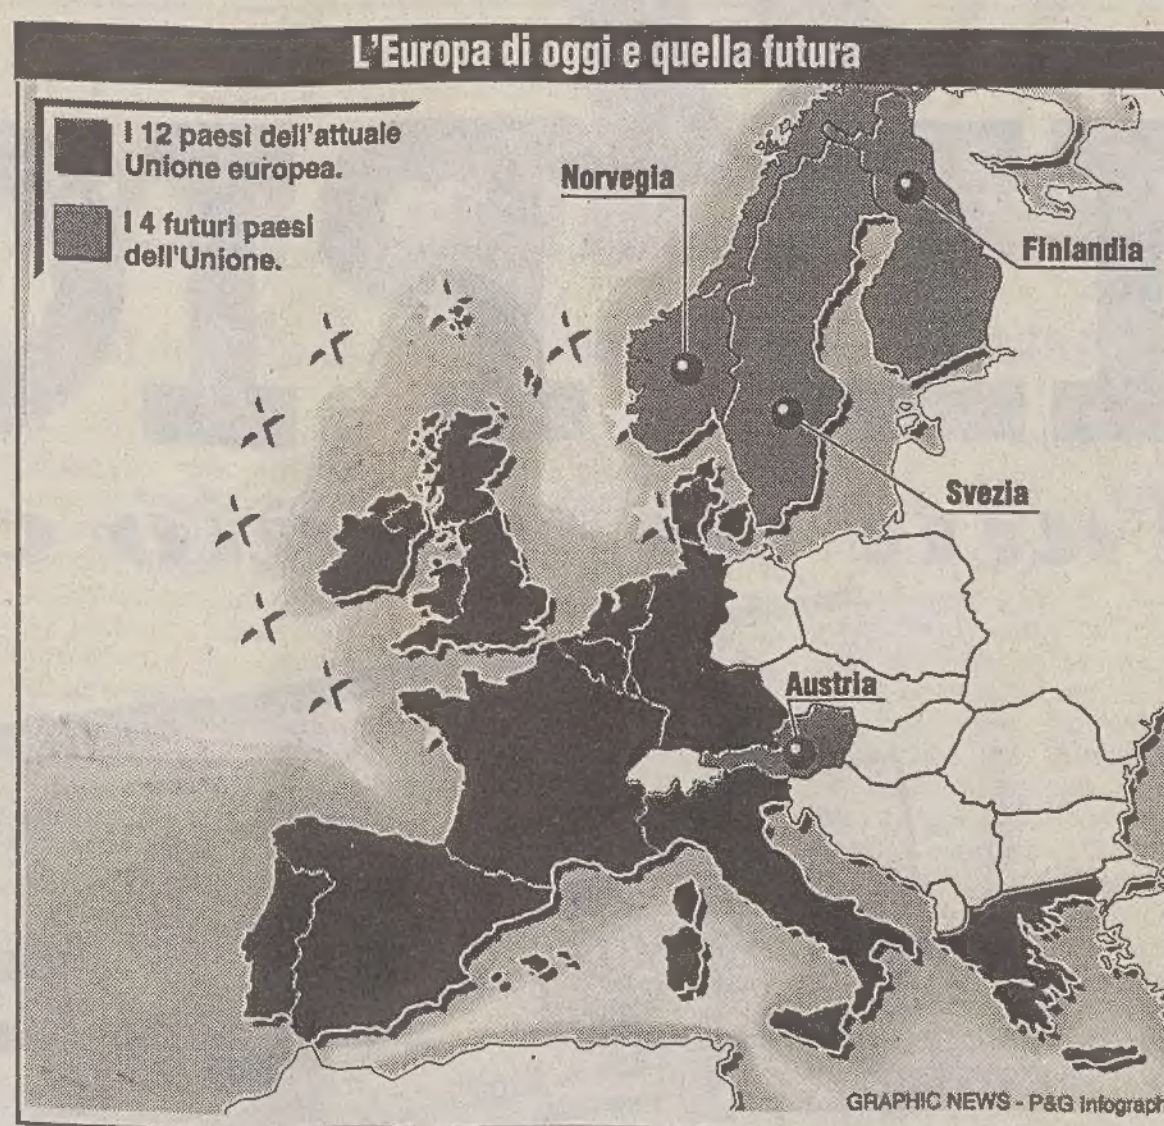 L'Europa di oggi e quella futura
I 12 paesi dell'attuale
Unione europea.
I 4 futuri paesi
dell'Unione.
Norvegia
Finlandia
Svezia
Austria
GRAPHIC NEWS - P&G Infograph